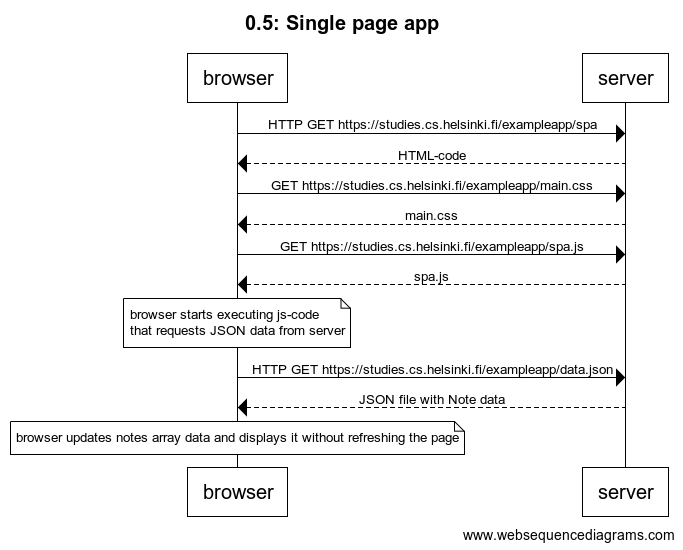 0.5: Single page app
browser
server
HTTP GET https://studies.cs.helsinki.fi/exampleapp/spa
HTML-code
GET https://studies.cs.helsinki.fi/exampleapp/main.css
main.css
GET https://studies.cs.helsinki.fi/exampleapp/spa.js
spa.js
browser starts executing js-code
that requests JSON data from server
HTTP GET https://studies.cs.helsinki.fi/exampleapp/data.json
JSON file with Note data
browser updates notes array data and displays it without refreshing the page
browser
server
www.websequencediagrams.com